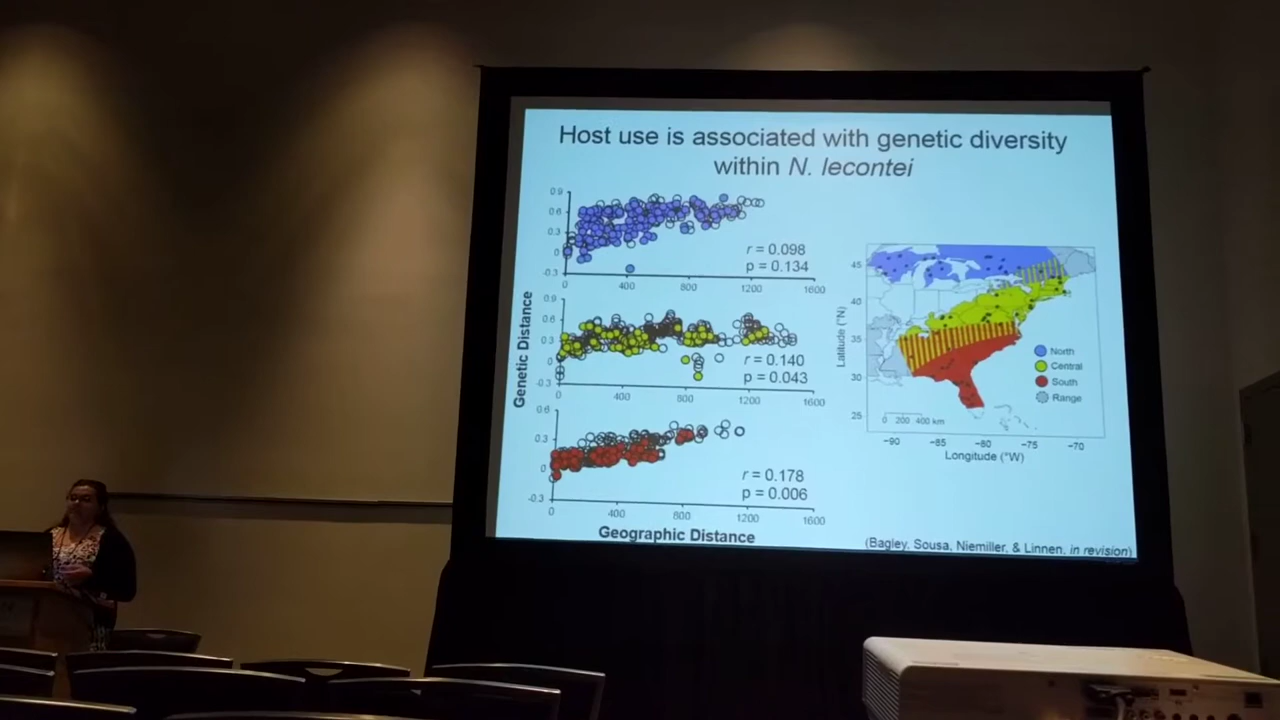 Host use is associated with genetic diversity
within N. lecontei
Genetic Distance
0.9
0.6
0.3
0
-0.3
r = 0.098
p = 0.134
0 400 800 1200 1600
0.9
0.6
0.3
0
-0.3
r = 0.140
p = 0.043
0 400 800 1200 1600
0.6
0.3
0
-0.3
r = 0.178
p = 0.006
0 400 800 1200 1600
Geographic Distance
Latitude (°N)
45
40
35
30
25
North
Central
South
Range
0 200 400 km
−90 −85 −80 −75 −70
Longitude (°W)
(Bagley, Sousa, Niemiller, & Linnen, in revision)